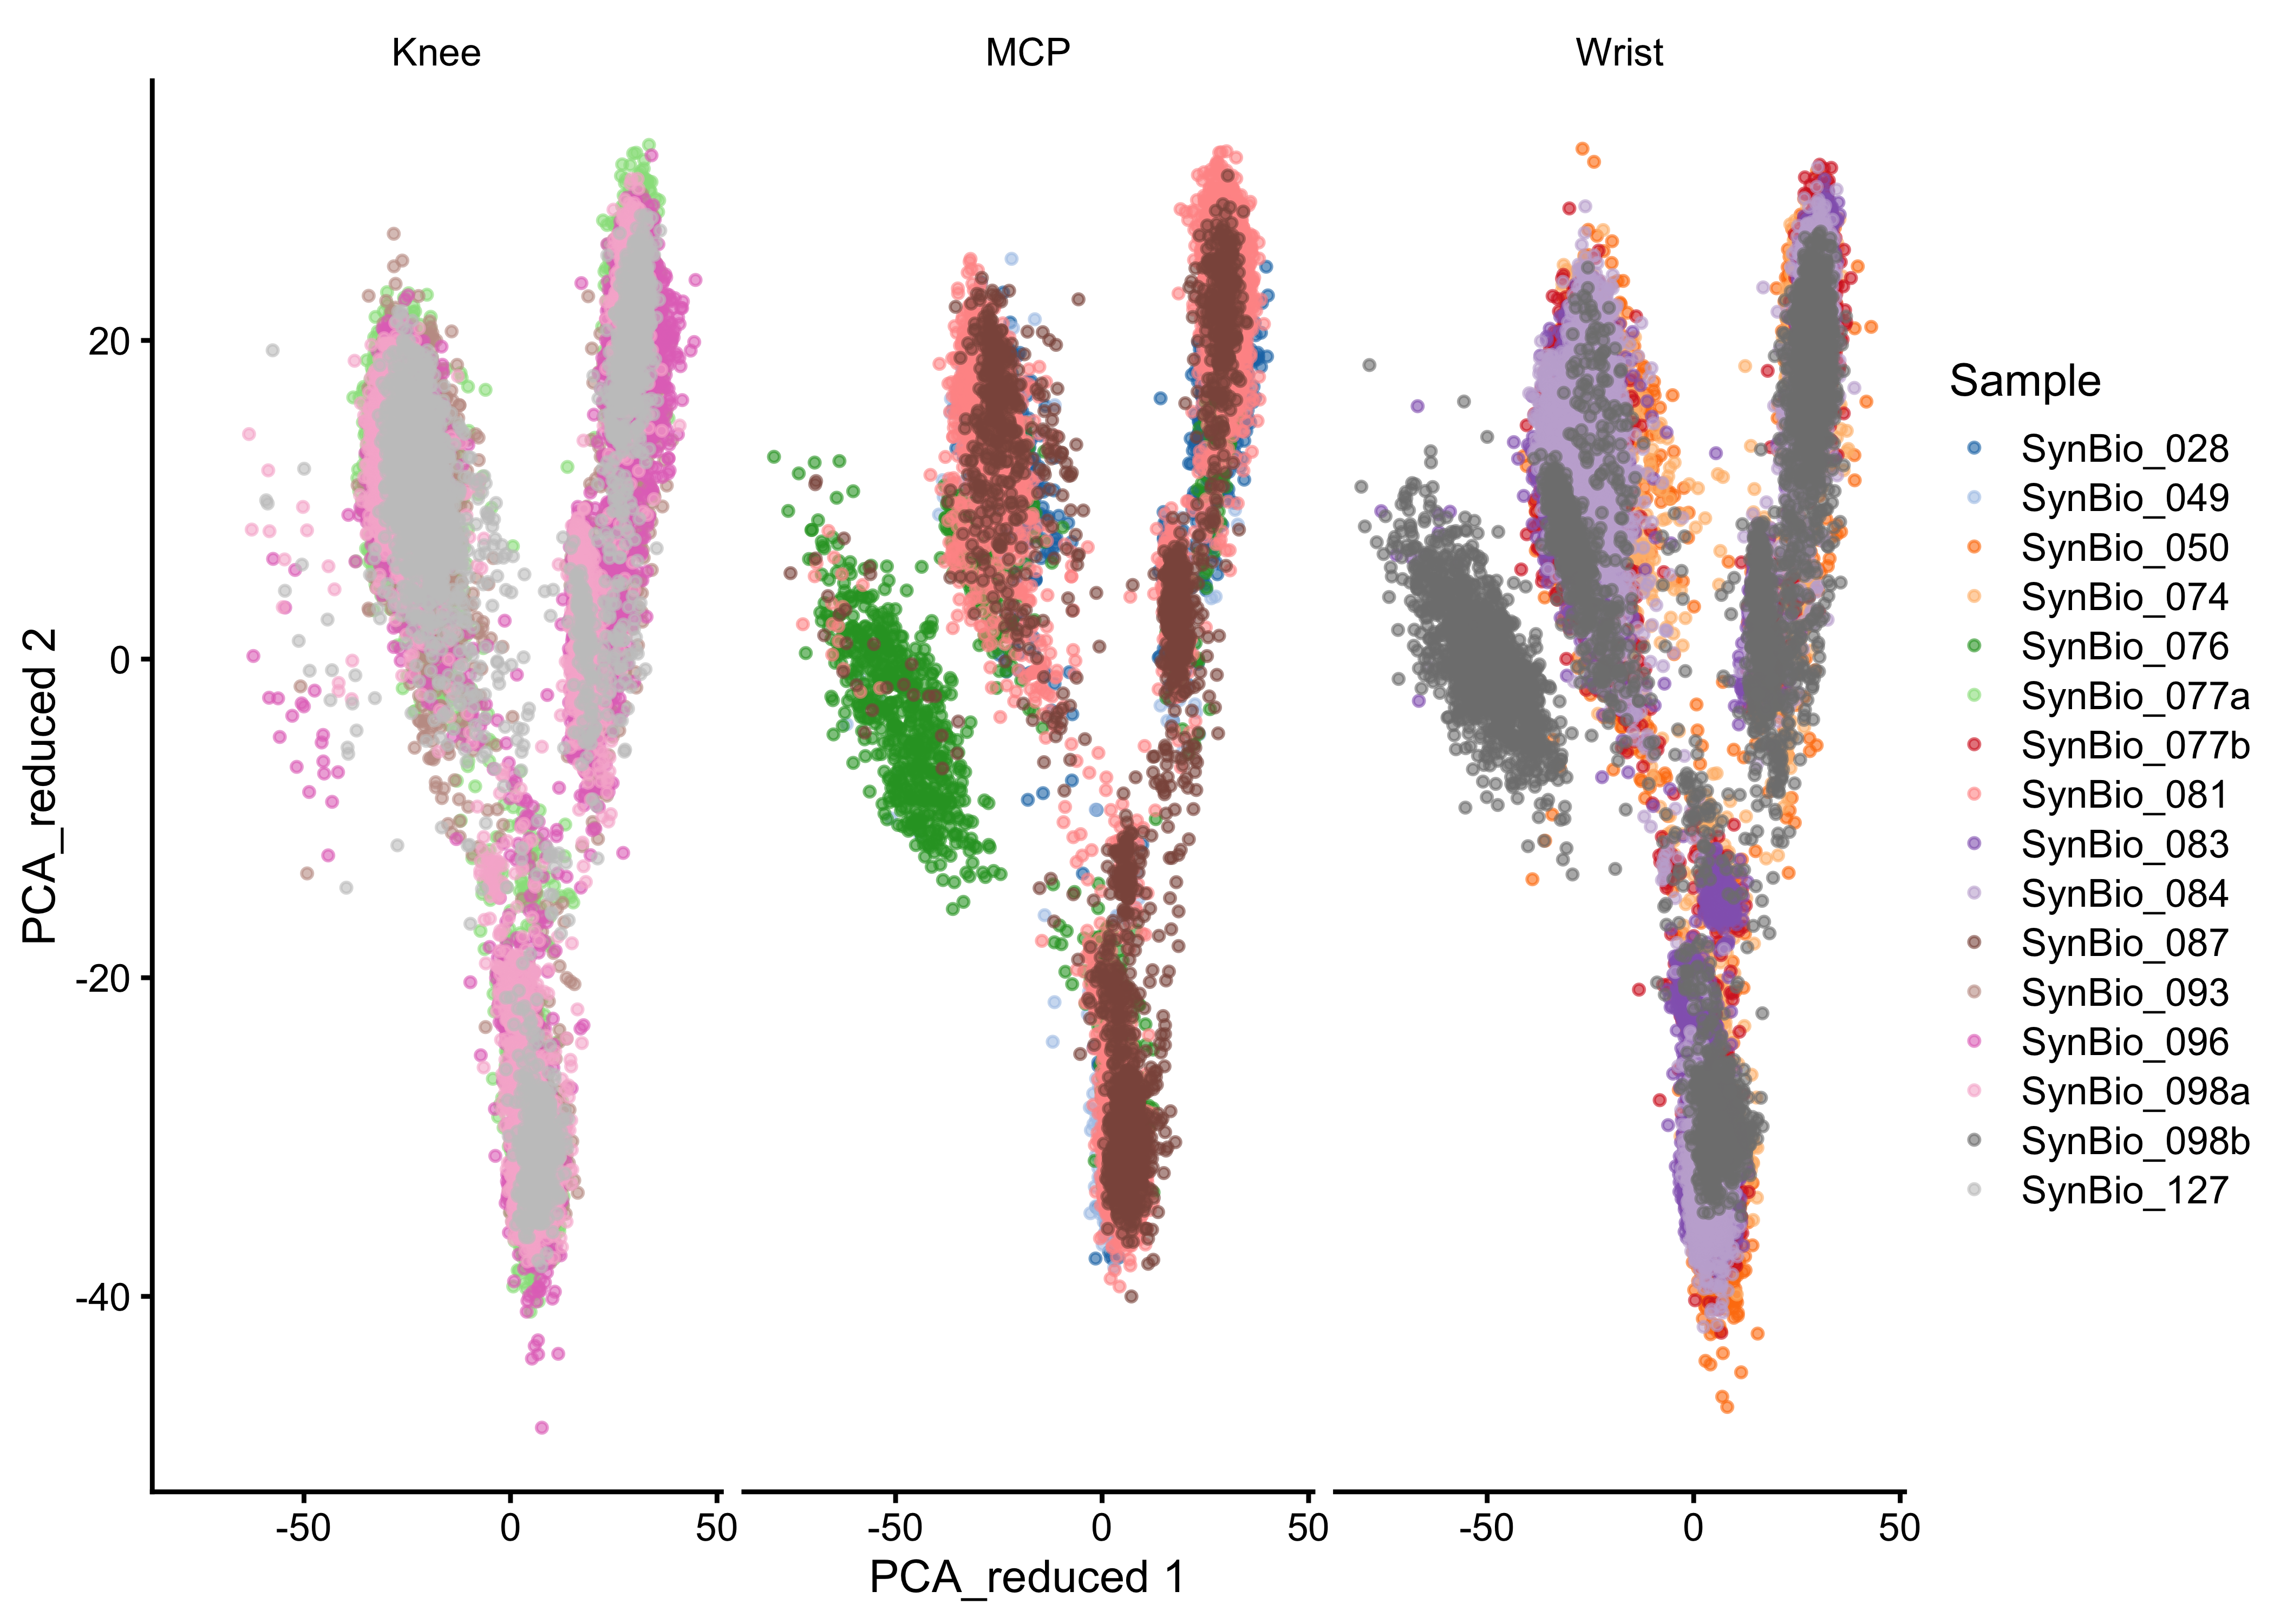 Knee MCP Wrist
20
0
-20
-40
PCA_reduced 2
-50 0 50 -50 0 50 -50 0 50
PCA_reduced 1
Sample
SynBio_028
SynBio_049
SynBio_050
SynBio_074
SynBio_076
SynBio_077a
SynBio_077b
SynBio_081
SynBio_083
SynBio_084
SynBio_087
SynBio_093
SynBio_096
SynBio_098a
SynBio_098b
SynBio_127